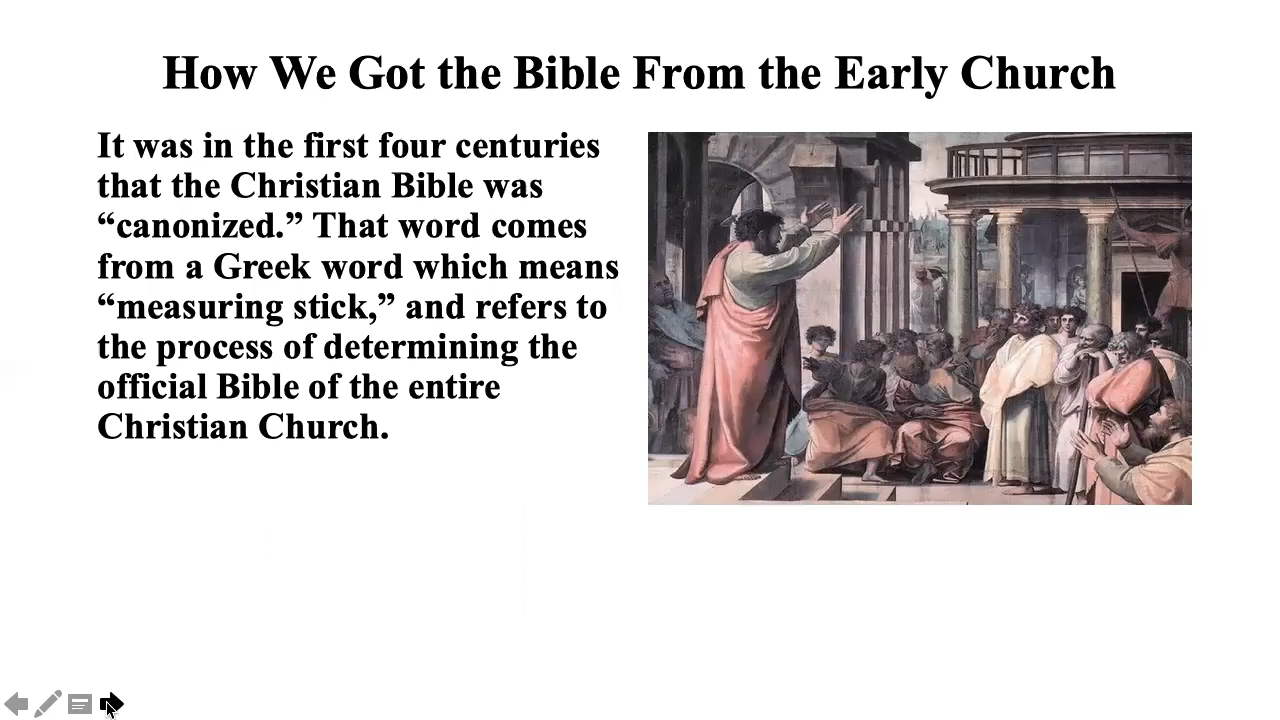 How We Got the Bible From the Early Church
It was in the first four centuries
that the Christian Bible was
“canonized.” That word comes
from a Greek word which means
“measuring stick,” and refers to
the process of determining the
official Bible of the entire
Christian Church.